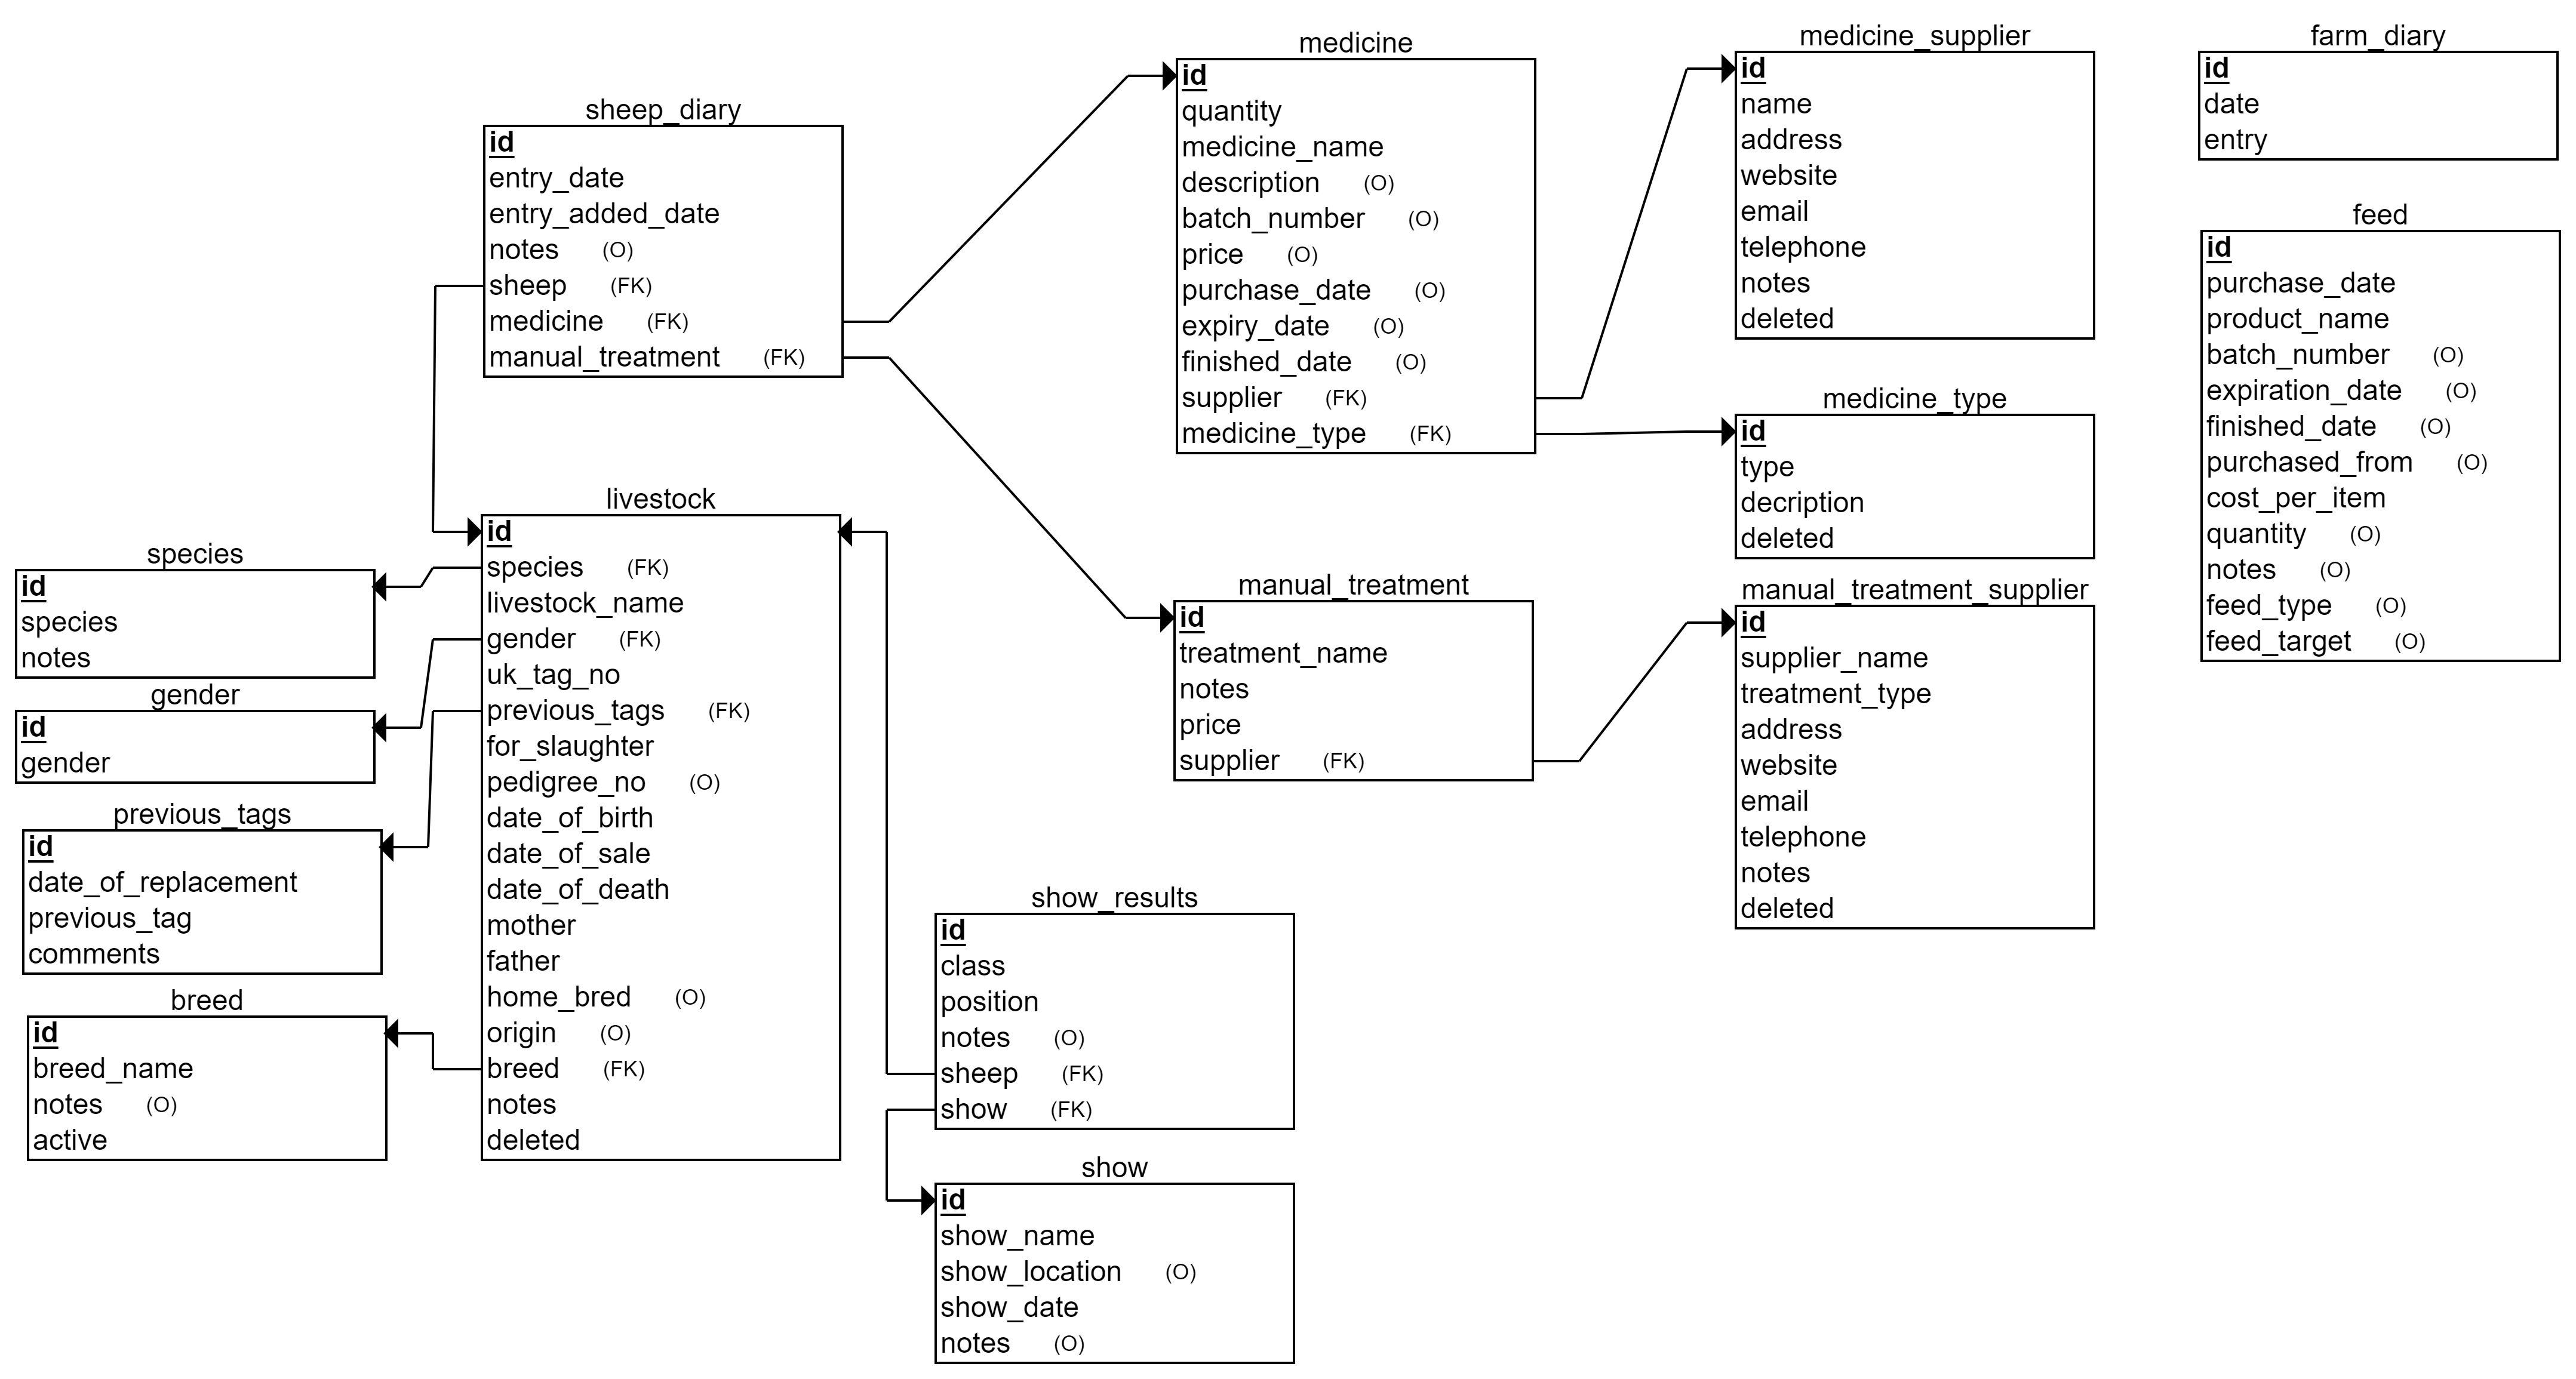 sheep_diary
id
entry_date
entry_added_date
notes (O)
sheep (FK)
medicine (FK)
manual_treatment (FK)
medicine
id
quantity
medicine_name
description (O)
batch_number (O)
price (O)
purchase_date (O)
expiry_date (O)
finished_date (O)
supplier (FK)
medicine_type (FK)
medicine_supplier
id
name
address
website
email
telephone
notes
deleted
farm_diary
id
date
entry
feed
id
purchase_date
product_name
batch_number (O)
expiration_date (O)
finished_date (O)
purchased_from (O)
cost_per_item
quantity (O)
notes (O)
feed_type (O)
feed_target (O)
medicine_type
id
type
decription
deleted
species
id
species
notes
gender
id
gender
previous_tags
id
date_of_replacement
previous_tag
comments
breed
id
breed_name
notes (O)
active
livestock
id
species (FK)
livestock_name
gender (FK)
uk_tag_no
previous_tags (FK)
for_slaughter
pedigree_no (O)
date_of_birth
date_of_sale
date_of_death
mother
father
home_bred (O)
origin (O)
breed (FK)
notes
deleted
manual_treatment
id
treatment_name
notes
price
supplier (FK)
manual_treatment_supplier
id
supplier_name
treatment_type
address
website
email
telephone
notes
deleted
show_results
id
class
position
notes (O)
sheep (FK)
show (FK)
show
id
show_name
show_location (O)
show_date
notes (O)